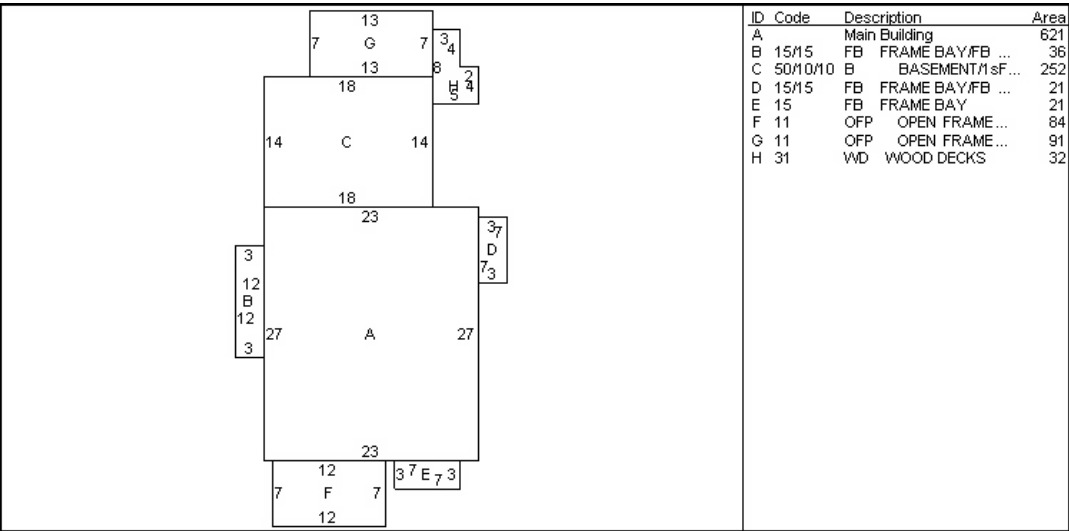 13
7 G 7
13
3
4
8
2
H 4
5
18
14 C 14
18
23
3
7
D
7
3
3
12
B
12
3
27 A 27
23
12
7 F 7
12
3 7 E 7 3
ID Code Description Area
A Main Building 621
B 15/15 FB FRAME BAY/FB ... 36
C 50/10/10 B BASEMENT/1sF... 252
D 15/15 FB FRAME BAY/FB ... 21
E 15 FB FRAME BAY 21
F 11 OFP OPEN FRAME... 84
G 11 OFP OPEN FRAME... 91
H 31 WD WOOD DECKS 32